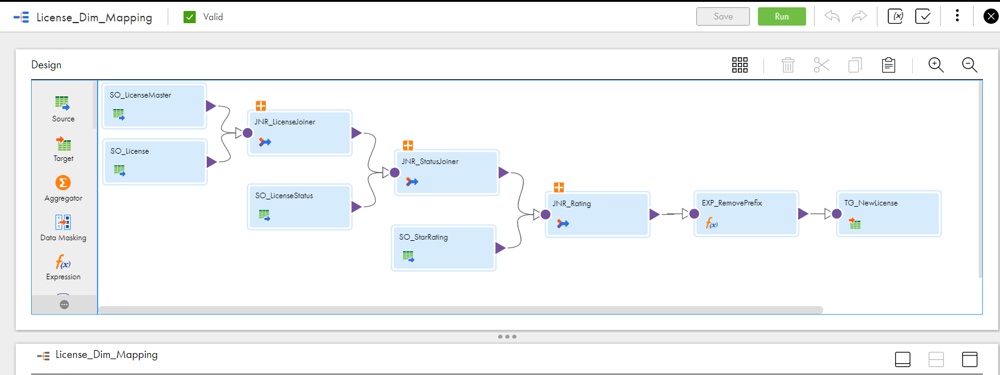 License_Dim_Mapping
Valid
Save
Run
Design
Source
Target
Aggregator
Data Masking
Expression
SO_LicenseMaster
SO_License
JNR_LicenseJoiner
SO_LicenseStatus
JNR_StatusJoiner
SO_StarRating
JNR_Rating
EXP_RemovePrefix
TG_NewLicense
License_Dim_Mapping